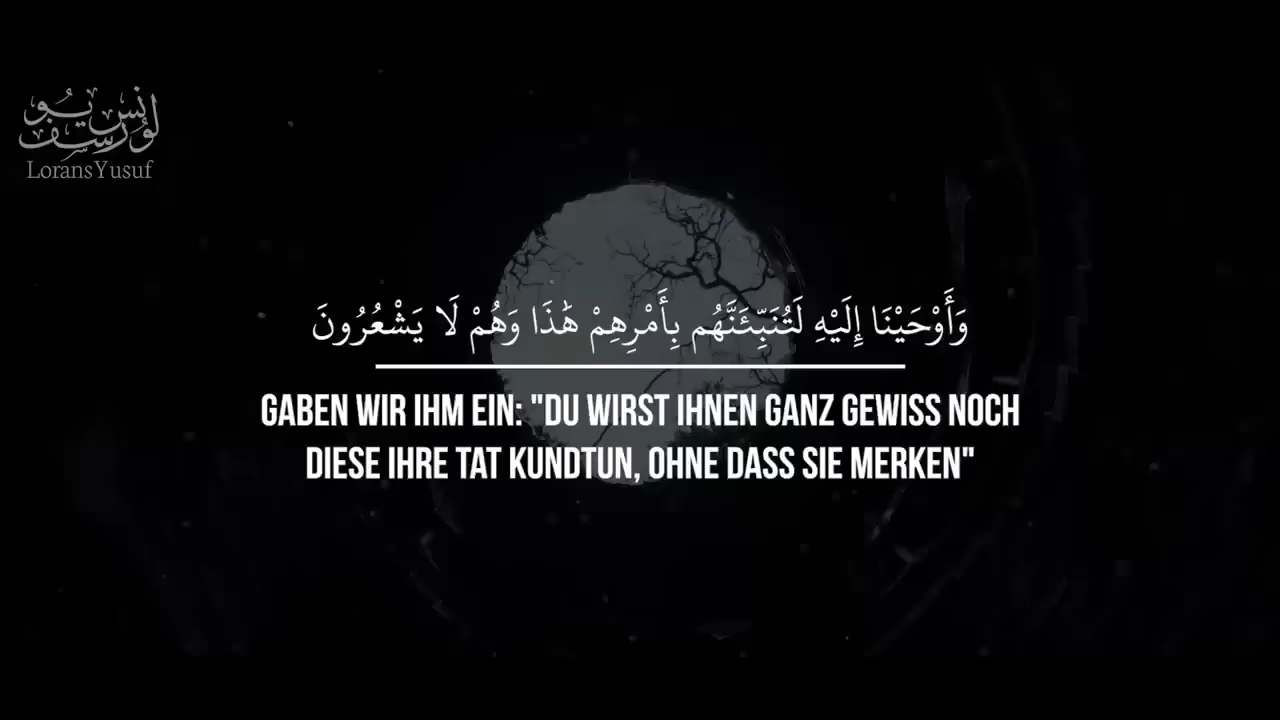 لورنس يوسف
LoransYusuf
وَأَوْحَيْنَا إِلَيْهِ لَتُنَبِّئَنَّهُم بِأَمْرِهِمْ هَٰذَا وَهُمْ لَا يَشْعُرُونَ
GABEN WIR IHM EIN: "DU WIRST IHNEN GANZ GEWISS NOCH
DIESE IHRE TAT KUNDTUN, OHNE DASS SIE MERKEN"